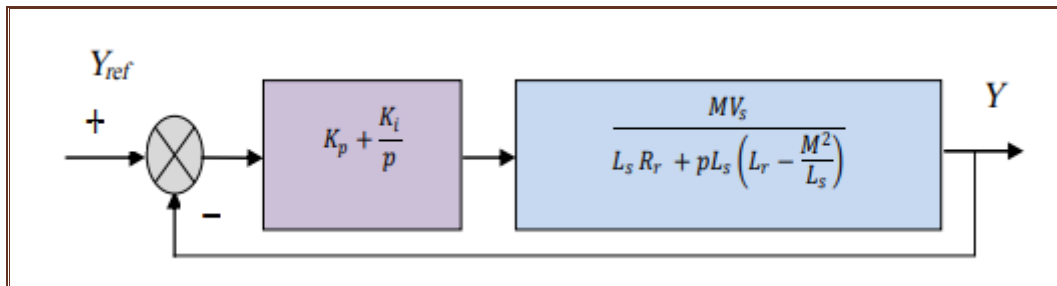 Y_ref
+
−
K_p + K_i/p
MV_s / (L_s R_r + pL_s (L_r − M²/L_s))
Y